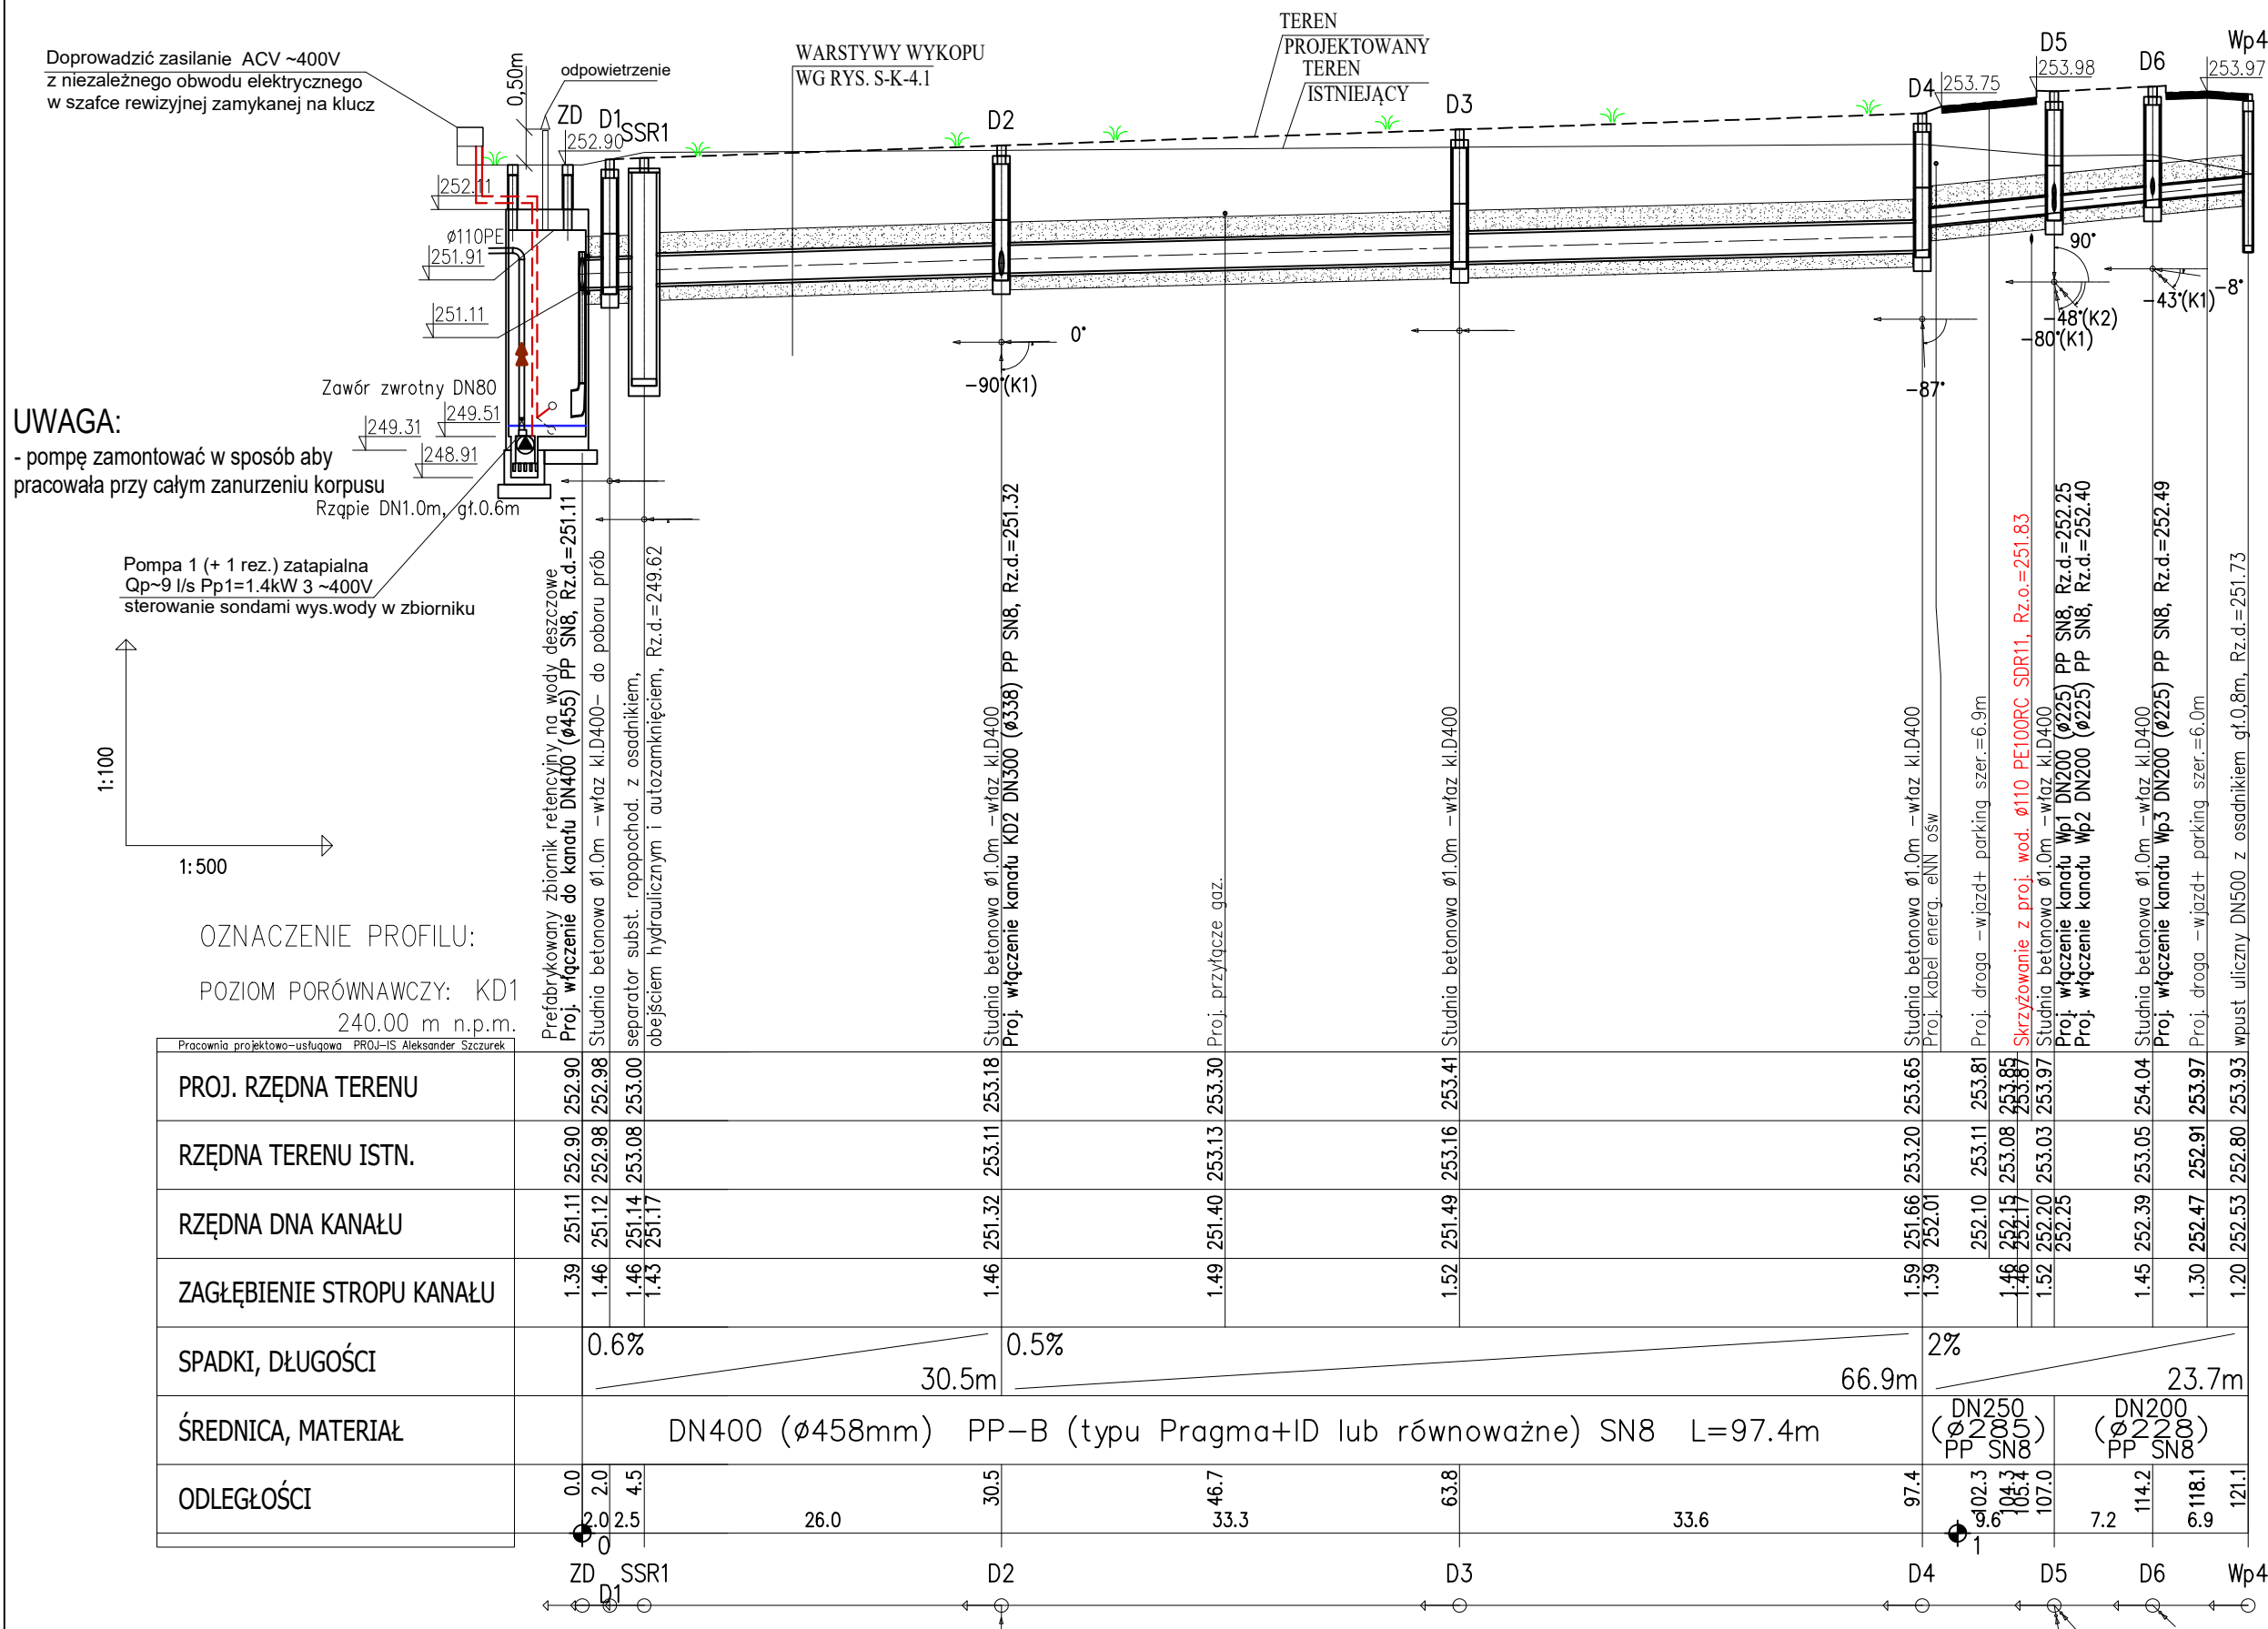 TEREN
PROJEKTOWANY
TEREN
ISTNIEJĄCY
WARSTYWY WYKOPU
WG RYS. S-K-4.1
Doprowadzić zasilanie ACV ~400V
z niezależnego obwodu elektrycznego
w szafce rewizyjnej zamykanej na klucz
0,50m
odpowietrzenie
ZD
D1
SSR1
D2
D3
D4
D5
D6
Wp4
252.90
253.75
253.98
253.97
252.11
ø110PE
251.91
251.11
Zawór zwrotny DN80
249.51
249.31
248.91
Rząpie DN1.0m, gł.0.6m
0°
-90°(K1)
-87°
90°
-48°(K2)
-80°(K1)
-43°(K1)
-8°
UWAGA:
- pompę zamontować w sposób aby
pracowała przy całym zanurzeniu korpusu
Pompa 1 (+ 1 rez.) zatapialna
Qp~9 l/s Pp1=1.4kW 3 ~400V
sterowanie sondami wys.wody w zbiorniku
1:100
1:500
OZNACZENIE PROFILU:
POZIOM PORÓWNAWCZY: KD1
240.00 m n.p.m.
Pracownia projektowo-usługowa PROJ-IS Aleksander Szczurek
Prefabrykowany zbiornik retencyjny na wody deszczowe
Proj. włączenie do kanału DN400 (ø455) PP SN8, Rz.d.=251.11
Studnia betonowa ø1.0m -właz kl.D400- do poboru prób
separator subst. ropopochod. z osadnikiem,
obejściem hydraulicznym i autozamknięciem, Rz.d.=249.62
Studnia betonowa ø1.0m -właz kl.D400
Proj. włączenie kanału KD2 DN300 (ø338) PP SN8, Rz.d.=251.32
Proj. przyłącze gaz.
Studnia betonowa ø1.0m -właz kl.D400
Studnia betonowa ø1.0m -właz kl.D400
Proj. kabel energ. eNN ośw
Proj. droga -wjazd+ parking szer.=6.9m
Skrzyżowanie z proj. wod. ø110 PE100RC SDR11, Rz.o.=251.83
Studnia betonowa ø1.0m -właz kl.D400
Proj. włączenie kanału Wp1 DN200 (ø225) PP SN8, Rz.d.=252.25
Proj. włączenie kanału Wp2 DN200 (ø225) PP SN8, Rz.d.=252.40
Studnia betonowa ø1.0m -właz kl.D400
Proj. włączenie kanału Wp3 DN200 (ø225) PP SN8, Rz.d.=252.49
Proj. droga -wjazd+ parking szer.=6.0m
wpust uliczny DN500 z osadnikiem gł.0,8m, Rz.d.=251.73
PROJ. RZĘDNA TERENU
252.90 252.98 253.00 253.18 253.30 253.41 253.65 253.81 253.85 253.87 253.97 254.04 253.97 253.93
RZĘDNA TERENU ISTN.
252.90 252.98 253.08 253.11 253.13 253.16 253.20 253.11 253.08 253.03 253.05 252.91 252.80
RZĘDNA DNA KANAŁU
251.11 251.12 251.14 251.17 251.32 251.40 251.49 251.66 252.01 252.10 252.15 252.17 252.20 252.25 252.39 252.47 252.53
ZAGŁĘBIENIE STROPU KANAŁU
1.39 1.46 1.46 1.43 1.46 1.49 1.52 1.59 1.39 1.46 1.46 1.52 1.45 1.30 1.20
SPADKI, DŁUGOŚCI
0.6% 30.5m 0.5% 66.9m 2% 23.7m
ŚREDNICA, MATERIAŁ
DN400 (ø458mm) PP-B (typu Pragma+ID lub równoważne) SN8 L=97.4m
DN250
(ø285)
PP SN8
DN200
(ø228)
PP SN8
ODLEGŁOŚCI
0.0 2.0 4.5 30.5 46.7 63.8 97.4 102.3 104.3 105.4 107.0 114.2 118.1 121.1
2.0 2.5 26.0 33.3 33.6 9.6 7.2 6.9
0 1
ZD D1 SSR1 D2 D3 D4 D5 D6 Wp4